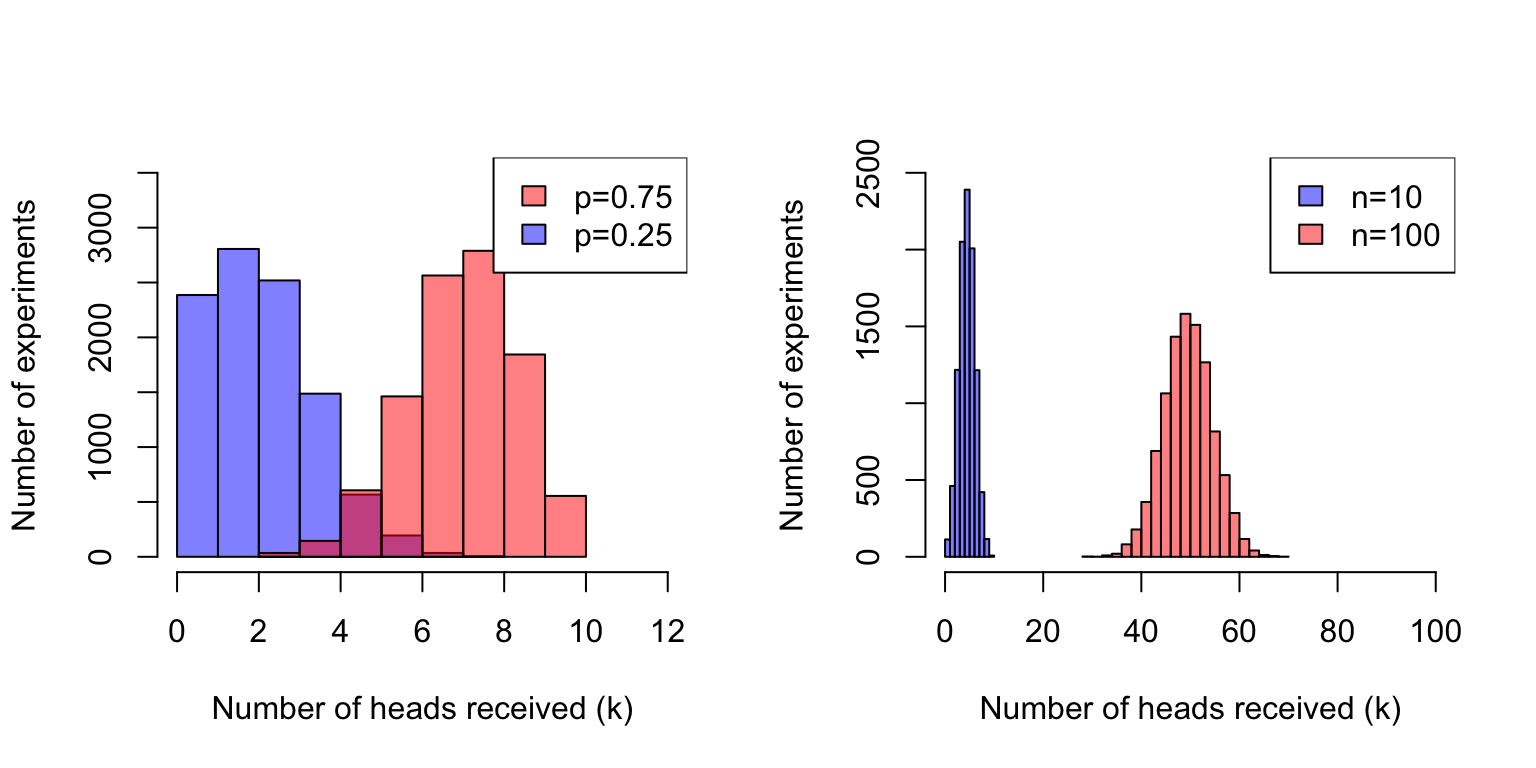 p=0.75
p=0.25
Number of experiments
0
1000
2000
3000
0 2 4 6 8 10 12
Number of heads received (k)
n=10
n=100
Number of experiments
0
500
1500
2500
0 20 40 60 80 100
Number of heads received (k)